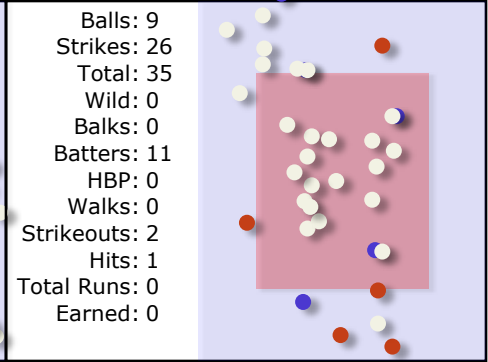 Balls: 9
Strikes: 26
Total: 35
Wild: 0
Balks: 0
Batters: 11
HBP: 0
Walks: 0
Strikeouts: 2
Hits: 1
Total Runs: 0
Earned: 0